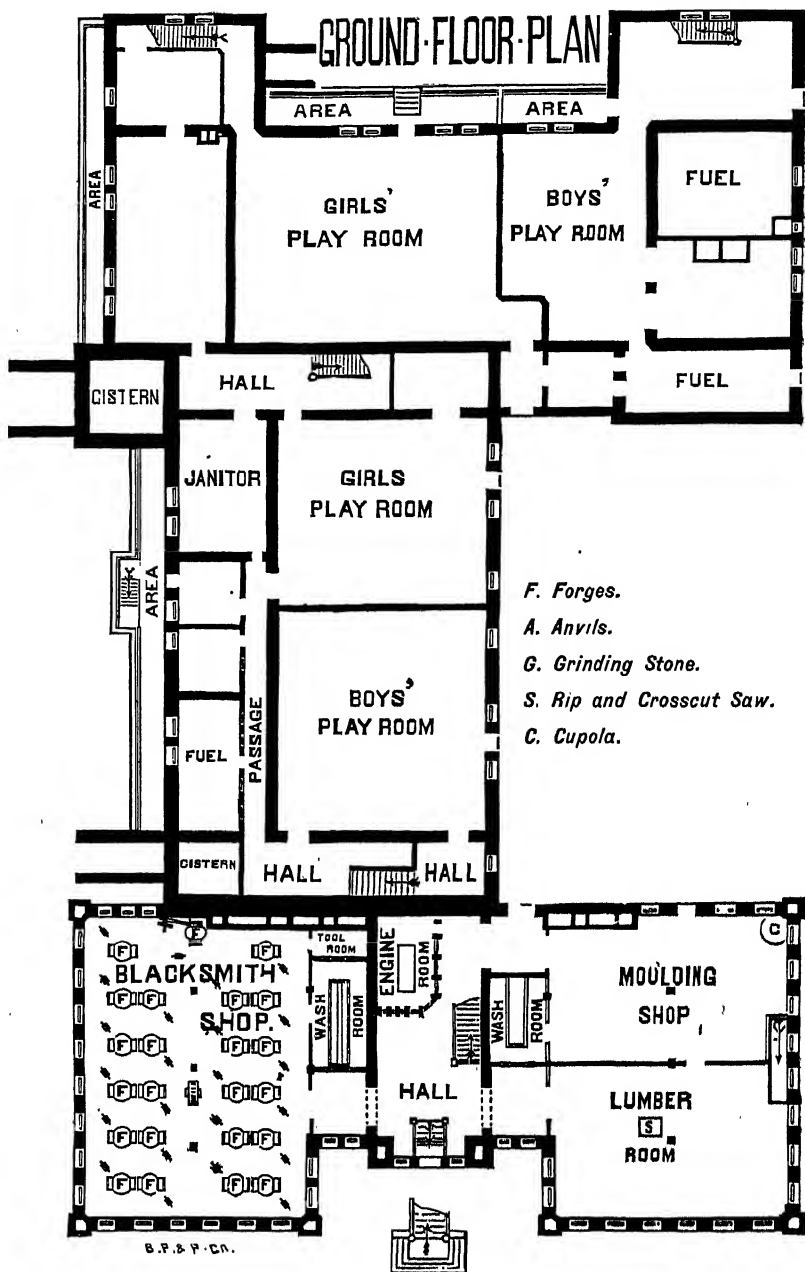 GROUND·FLOOR·PLAN
AREA
AREA
AREA
GIRLS'
PLAY ROOM
BOYS'
PLAY ROOM
FUEL
FUEL
CISTERN
HALL
JANITOR
GIRLS
PLAY ROOM
AREA
F. Forges.
A. Anvils.
G. Grinding Stone.
S. Rip and Crosscut Saw.
C. Cupola.
BOYS'
PLAY ROOM
PASSAGE
FUEL
CISTERN
HALL
HALL
F
TOOL
ROOM
ENGINE
ROOM
C
F F
BLACKSMITH
SHOP.
MOULDING
SHOP
WASH
ROOM
WASH
ROOM
F F F F
F F F F
F F F F
F F F F
F F F F
HALL
LUMBER
S
ROOM
S
B.P.& P.Cn.